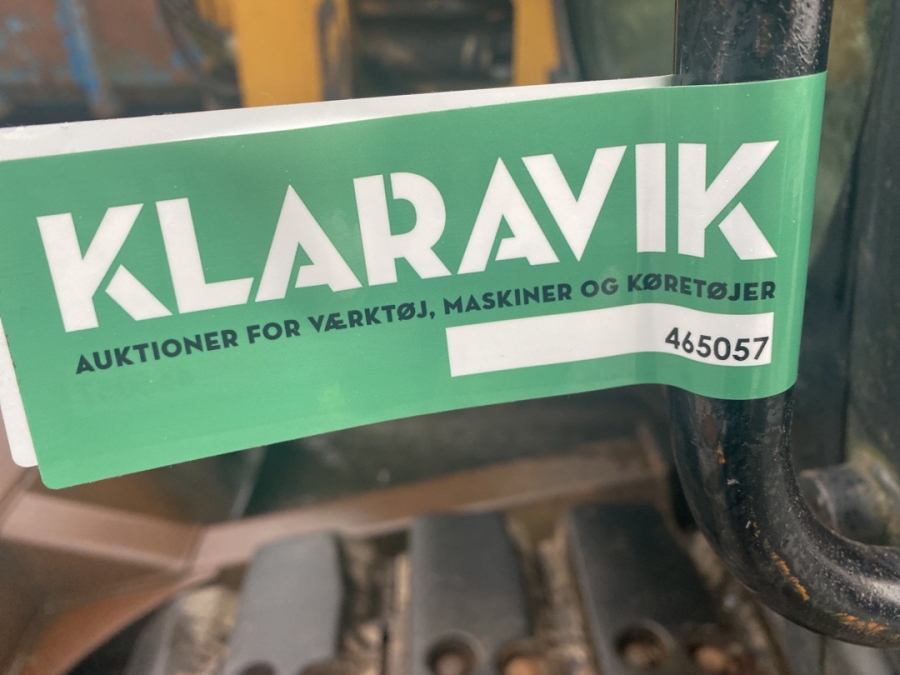 KLARAVIK
AUKTIONER FOR VÆRKTØJ, MASKINER OG KØRETØJER
465057